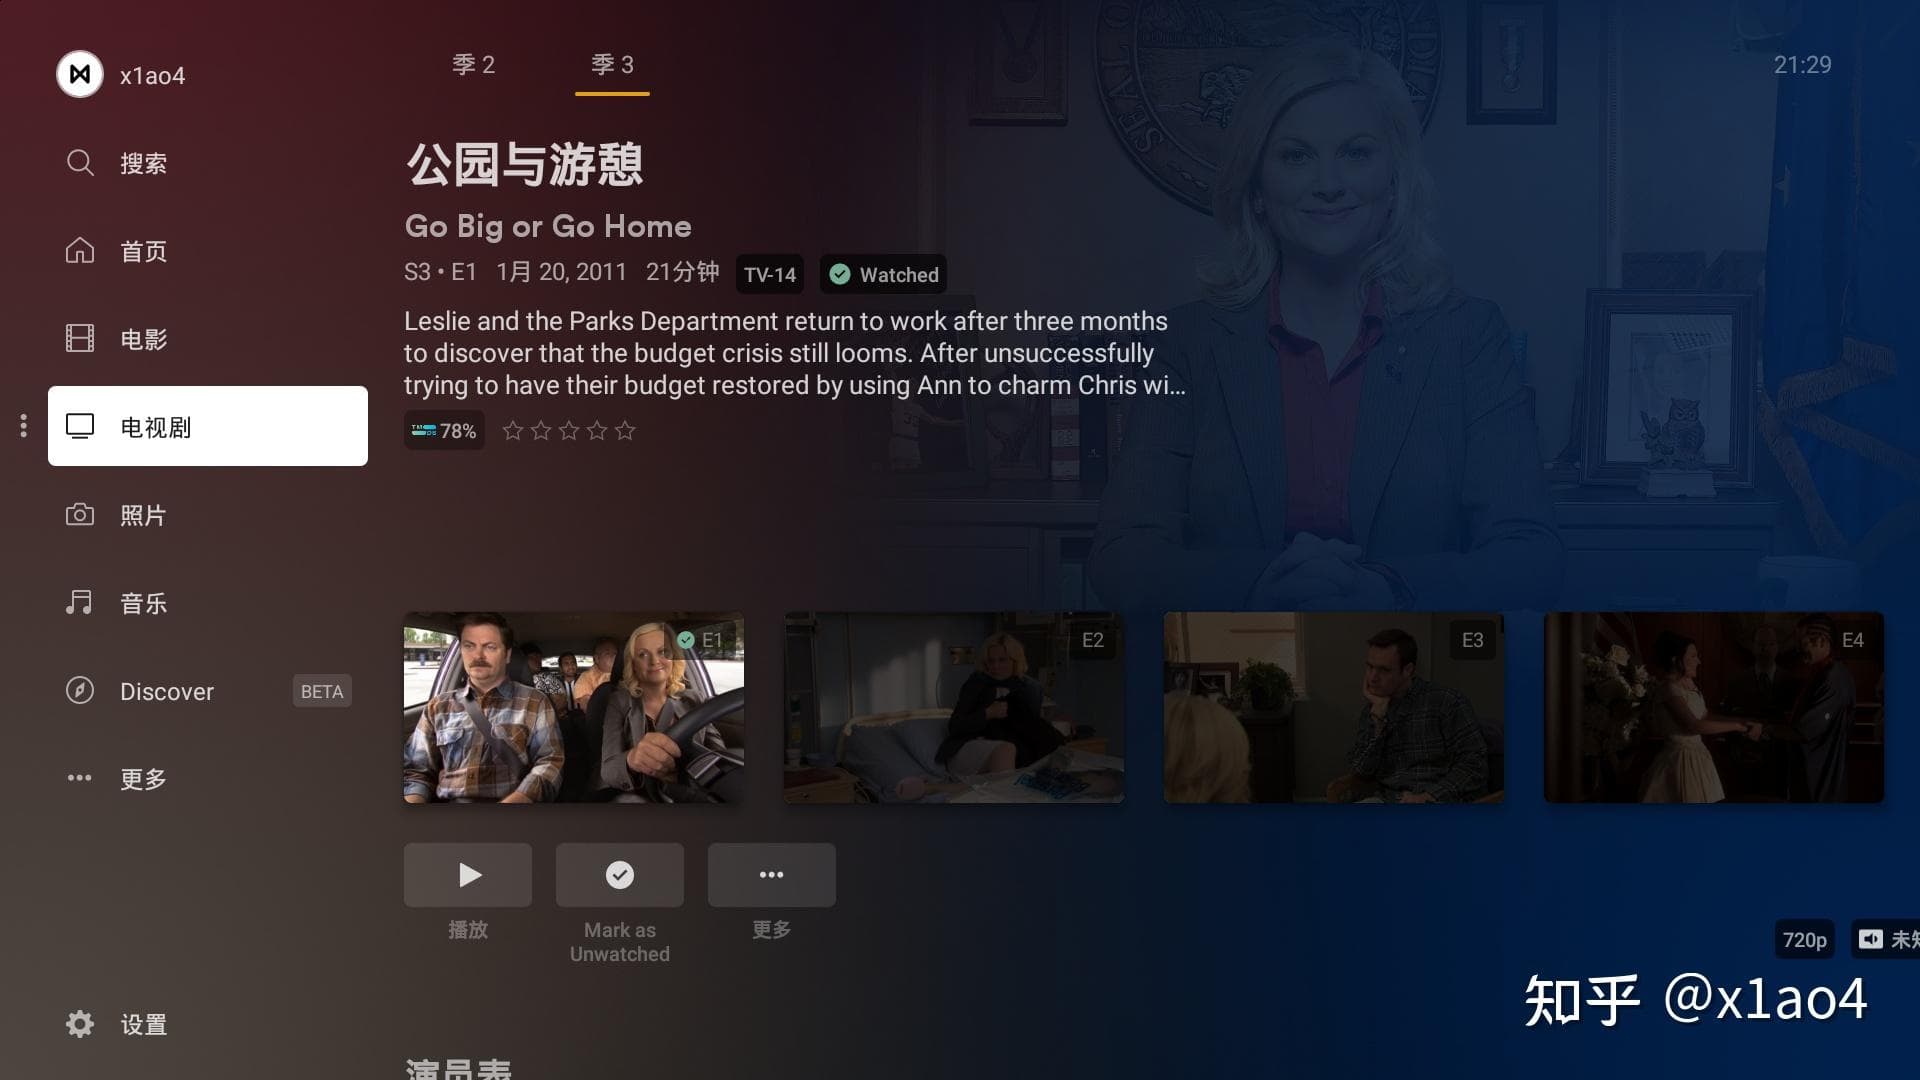 x1ao4
搜索
首页
电影
电视剧
照片
音乐
Discover
BETA
更多
设置
季 2
季 3
21:29
公园与游憩
Go Big or Go Home
S3 • E1 1月 20, 2011 21分钟 TV-14 Watched
Leslie and the Parks Department return to work after three months
to discover that the budget crisis still looms. After unsuccessfully
trying to have their budget restored by using Ann to charm Chris wi...
78%
E1
E2
E3
E4
播放
Mark as
Unwatched
更多
720p
未知
知乎 @x1ao4
演员表